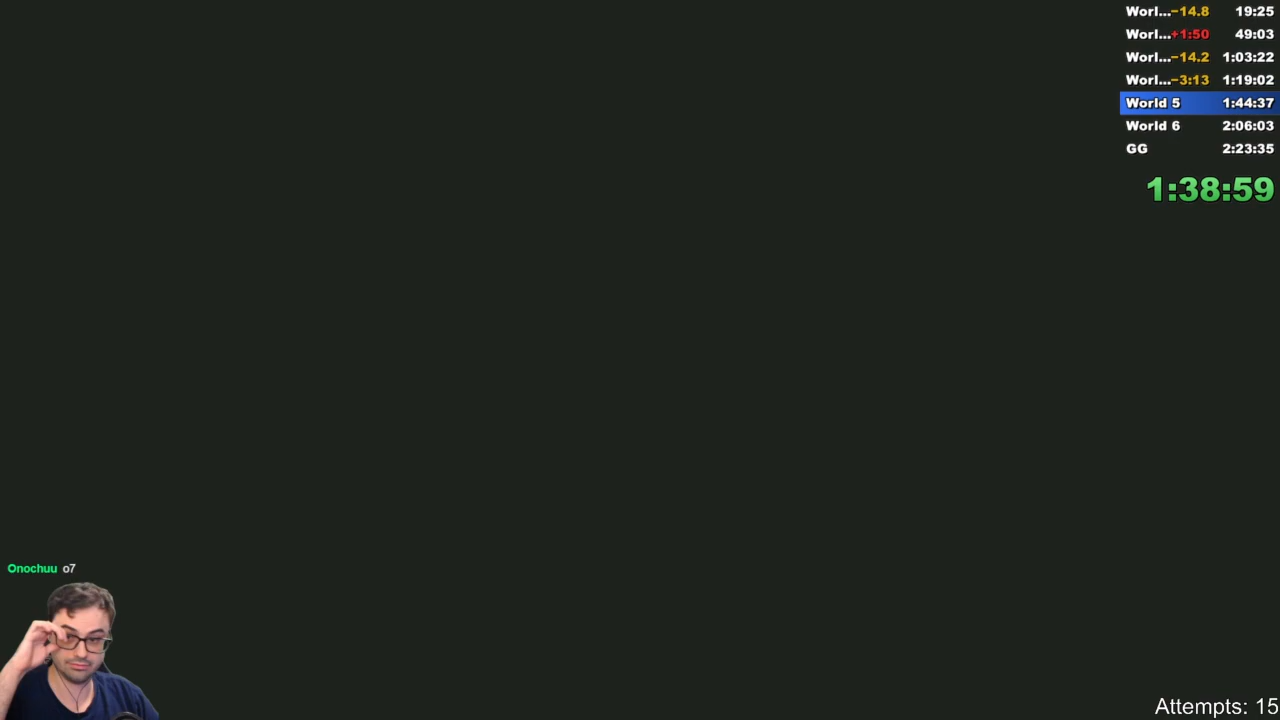 Worl...−14.8 19:25
Worl...+1:50 49:03
Worl...−14.2 1:03:22
Worl...−3:13 1:19:02
World 5 1:44:37
World 6 2:06:03
GG 2:23:35
1:38:59
Onochuu o7
Attempts: 15